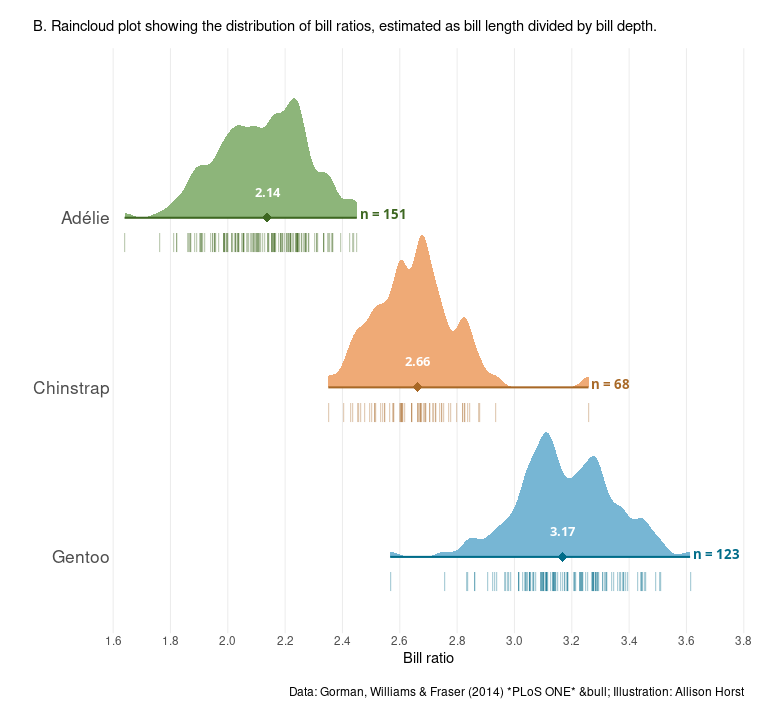 B. Raincloud plot showing the distribution of bill ratios, estimated as bill length divided by bill depth.
2.14
n = 151
Adélie
2.66
n = 68
Chinstrap
3.17
n = 123
Gentoo
1.6 1.8 2.0 2.2 2.4 2.6 2.8 3.0 3.2 3.4 3.6 3.8
Bill ratio
Data: Gorman, Williams & Fraser (2014) *PLoS ONE* &bull; Illustration: Allison Horst